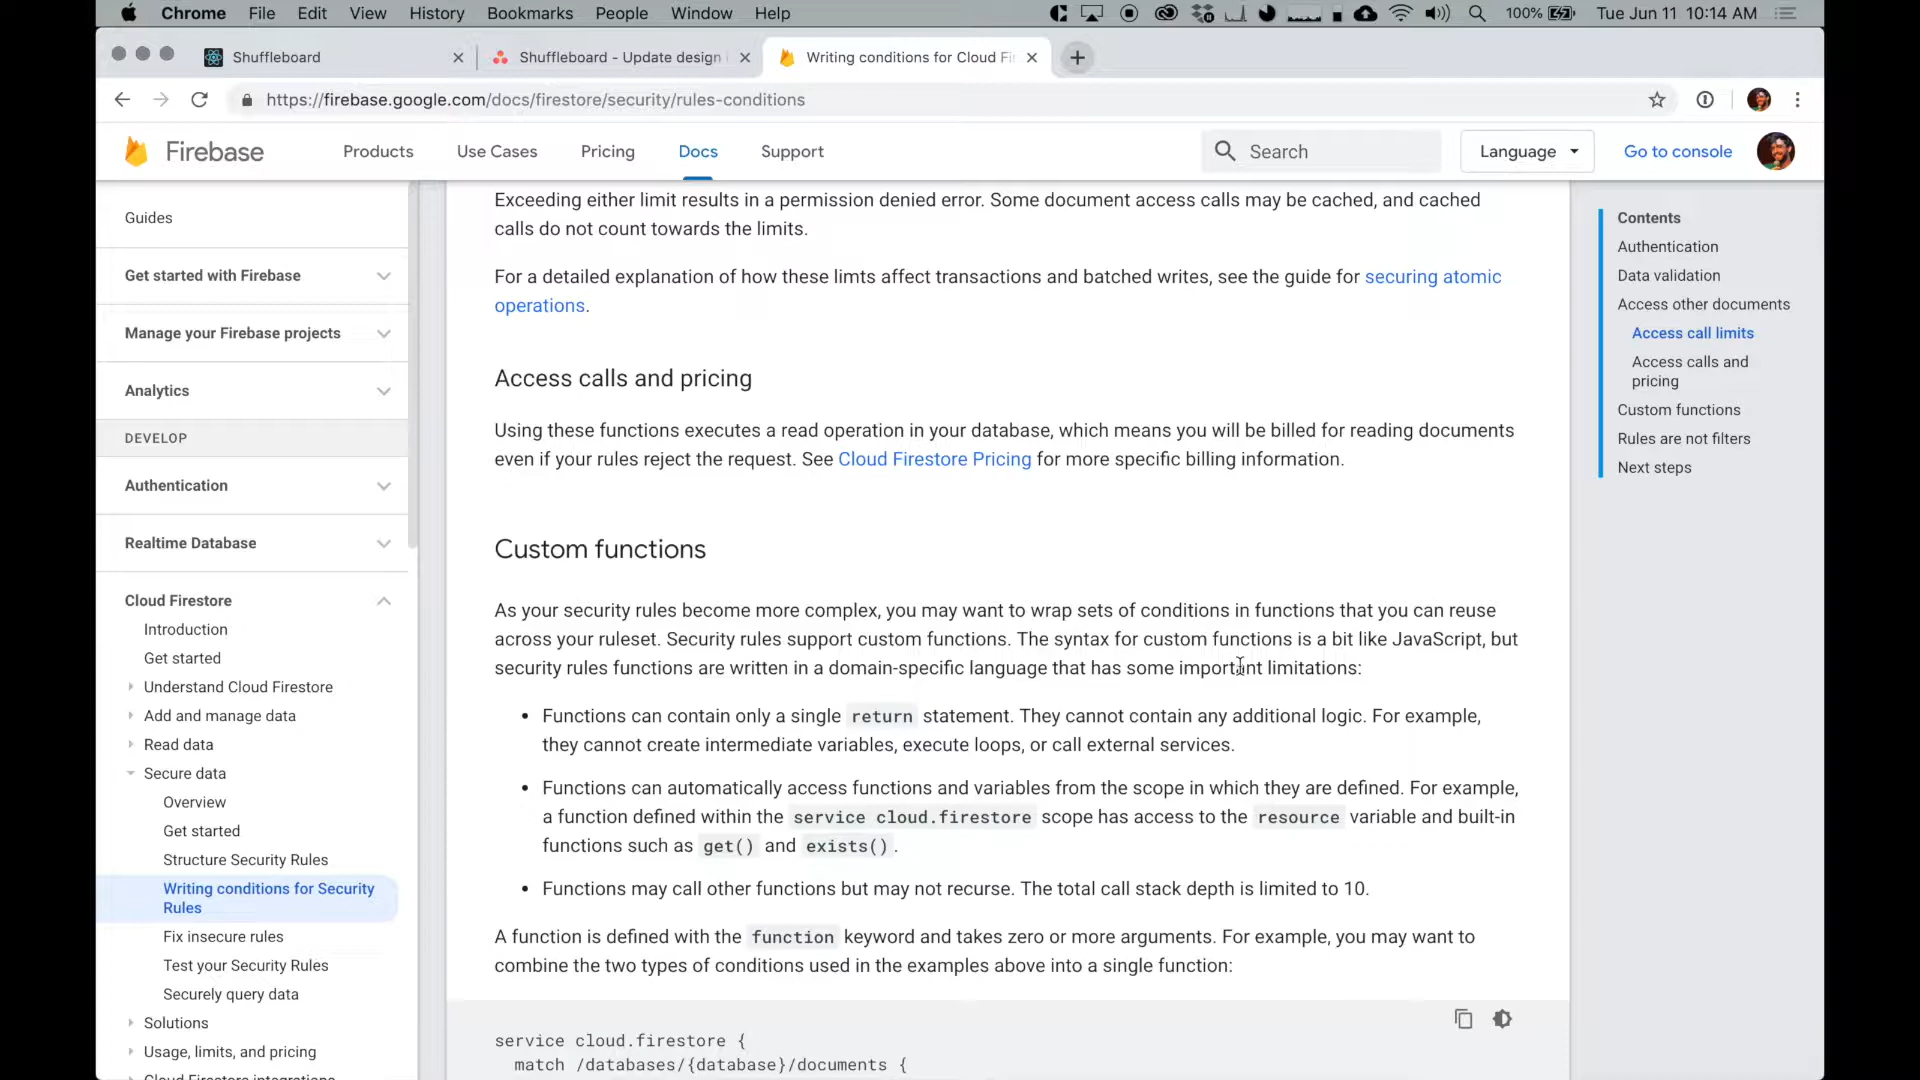 Chrome File Edit View History Bookmarks People Window Help 100% Tue Jun 11 10:14 AM
Shuffleboard
Shuffleboard - Update design
Writing conditions for Cloud Fi
https://firebase.google.com/docs/firestore/security/rules-conditions
Firebase
Products Use Cases Pricing Docs Support
Search
Language
Go to console
Guides
Get started with Firebase
Manage your Firebase projects
Analytics
DEVELOP
Authentication
Realtime Database
Cloud Firestore
Introduction
Get started
Understand Cloud Firestore
Add and manage data
Read data
Secure data
Overview
Get started
Structure Security Rules
Writing conditions for Security
Rules
Fix insecure rules
Test your Security Rules
Securely query data
Solutions
Usage, limits, and pricing
Cloud Firestore integrations
Exceeding either limit results in a permission denied error. Some document access calls may be cached, and cached
calls do not count towards the limits.
For a detailed explanation of how these limts affect transactions and batched writes, see the guide for securing atomic
operations.
Access calls and pricing
Using these functions executes a read operation in your database, which means you will be billed for reading documents
even if your rules reject the request. See Cloud Firestore Pricing for more specific billing information.
Custom functions
As your security rules become more complex, you may want to wrap sets of conditions in functions that you can reuse
across your ruleset. Security rules support custom functions. The syntax for custom functions is a bit like JavaScript, but
security rules functions are written in a domain-specific language that has some important limitations:
• Functions can contain only a single return statement. They cannot contain any additional logic. For example,
they cannot create intermediate variables, execute loops, or call external services.
• Functions can automatically access functions and variables from the scope in which they are defined. For example,
a function defined within the service cloud.firestore scope has access to the resource variable and built-in
functions such as get() and exists().
• Functions may call other functions but may not recurse. The total call stack depth is limited to 10.
A function is defined with the function keyword and takes zero or more arguments. For example, you may want to
combine the two types of conditions used in the examples above into a single function:
service cloud.firestore {
match /databases/{database}/documents {
Contents
Authentication
Data validation
Access other documents
Access call limits
Access calls and
pricing
Custom functions
Rules are not filters
Next steps